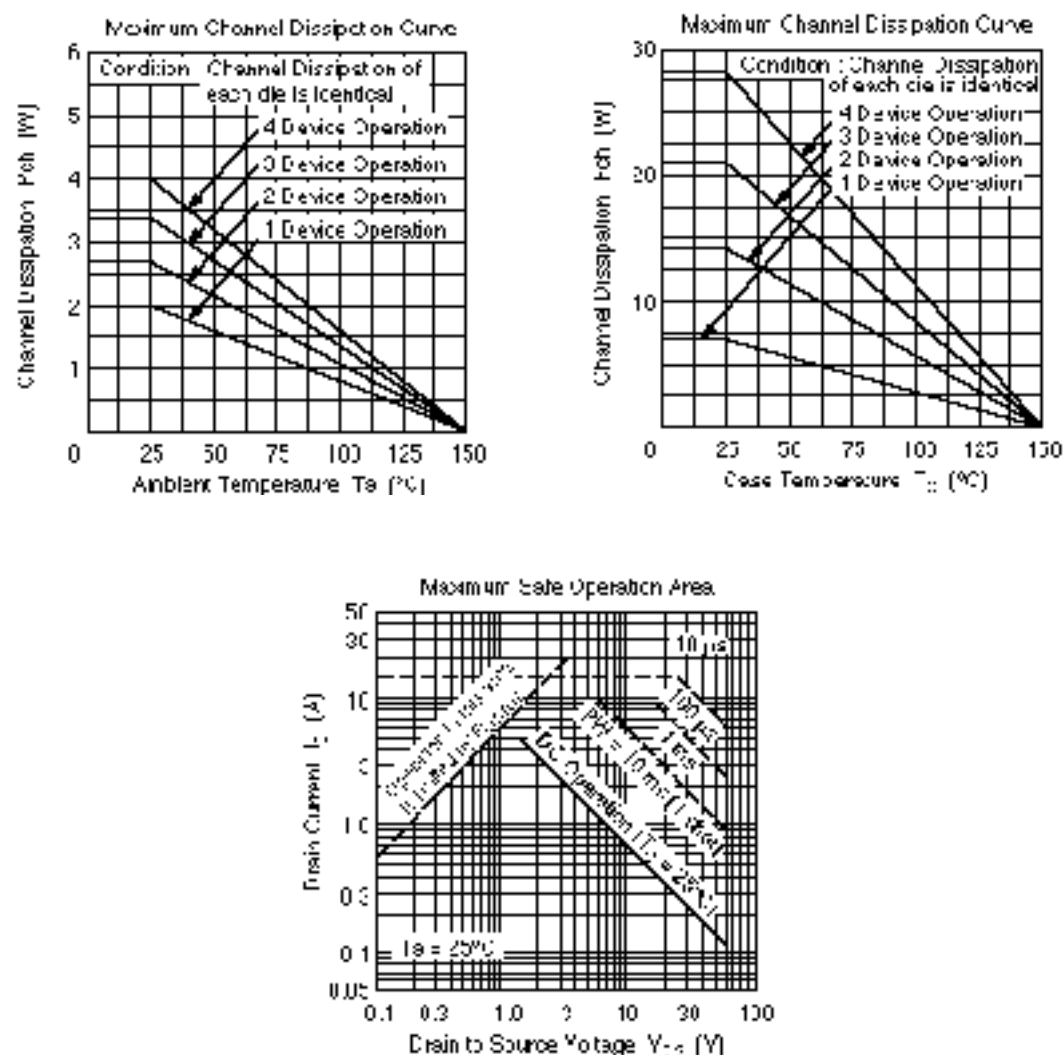 Maximum Channel Dissipation Curve
6
5
4
3
2
1
0
25
50
75
100
125
150
Channel Dissipation Pch (W)
Condition : Channel Dissipation of
each die is identical
4 Device Operation
3 Device Operation
2 Device Operation
1 Device Operation
Ambient Temperature Ta (°C)
Maximum Channel Dissipation Curve
30
20
10
0
25
50
75
100
125
150
Channel Dissipation Pch (W)
Condition : Channel Dissipation
of each die is identical
4 Device Operation
3 Device Operation
2 Device Operation
1 Device Operation
Case Temperature TC (°C)
Maximum Safe Operation Area
50
30
10
3
1.0
0.3
0.1
0.05
0.1
0.3
1.0
3
10
30
100
Drain Current ID (A)
10 µs
100 µs
1 ms
PW = 10 ms (1 shot)
DC Operation (TC = 25°C)
Ta = 25°C
Drain to Source Voltage VDS (V)